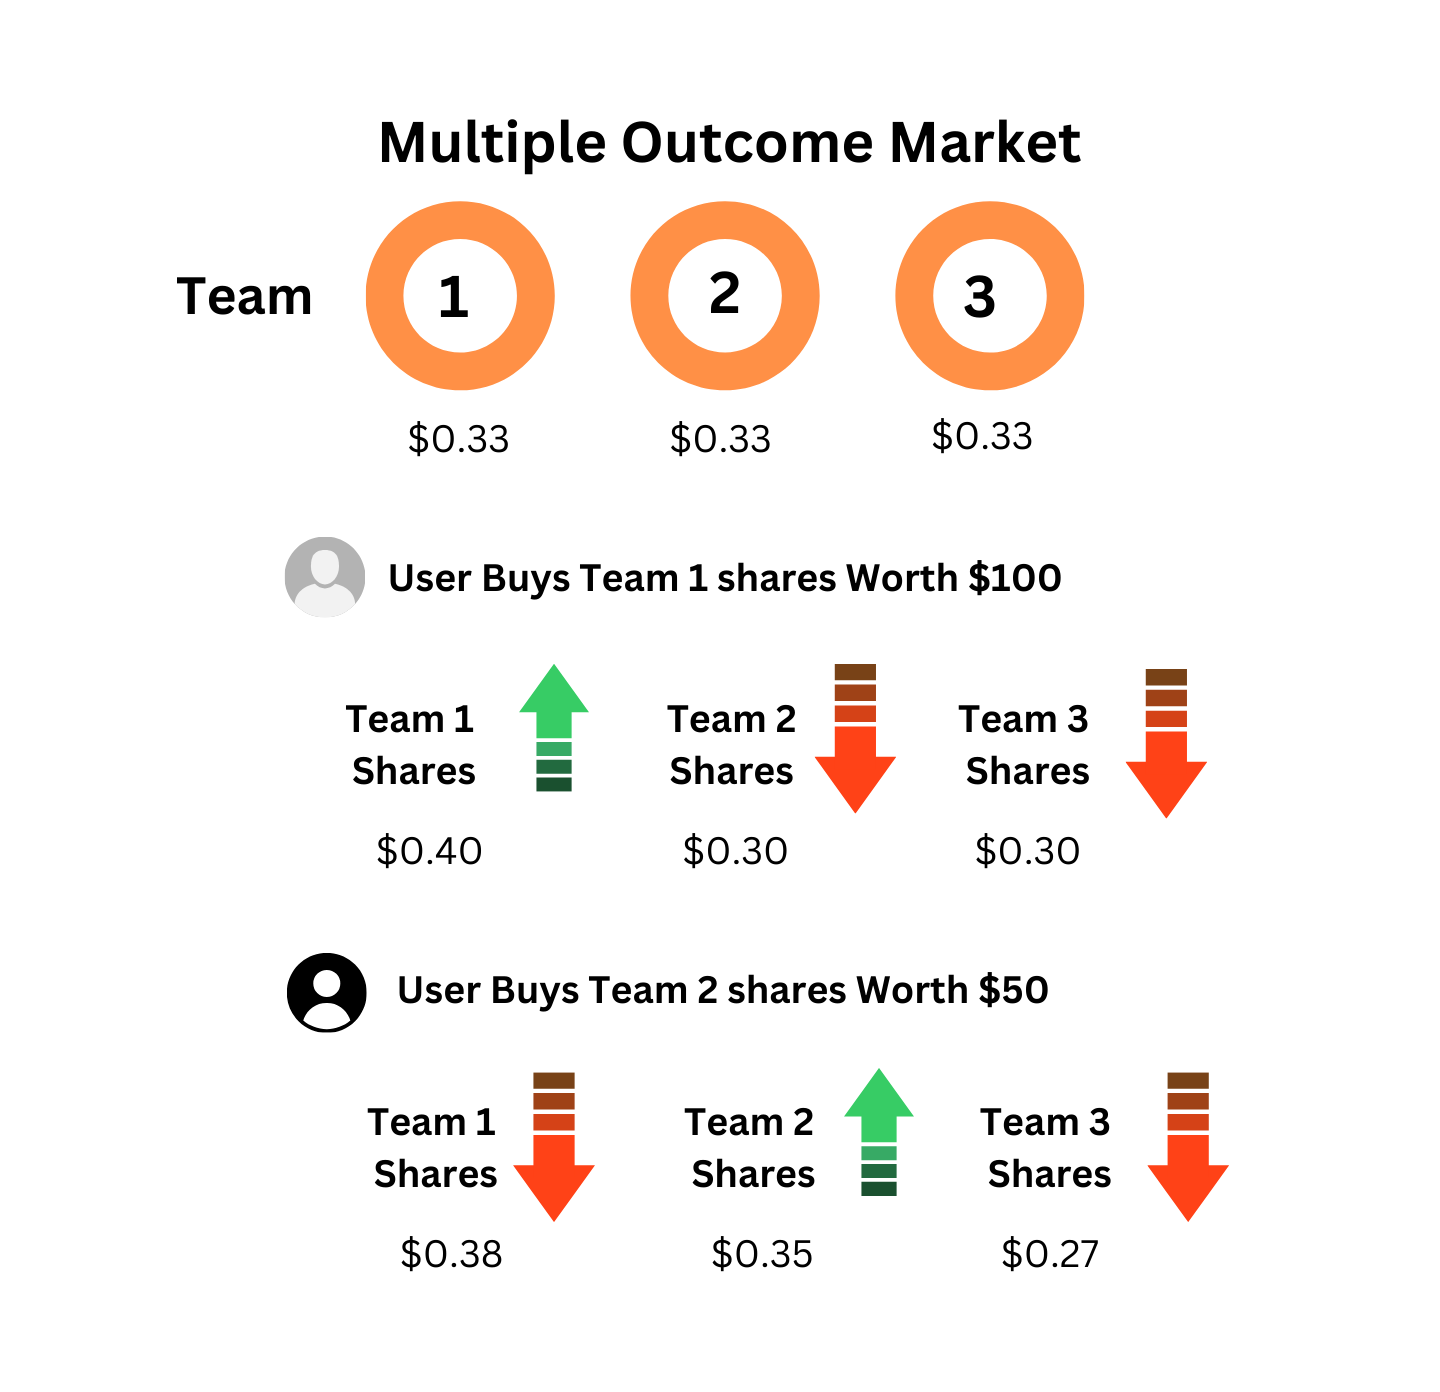 Multiple Outcome Market
Team 1 2 3
$0.33 $0.33 $0.33
User Buys Team 1 shares Worth $100
Team 1 Team 2 Team 3
Shares Shares Shares
$0.40 $0.30 $0.30
User Buys Team 2 shares Worth $50
Team 1 Team 2 Team 3
Shares Shares Shares
$0.38 $0.35 $0.27